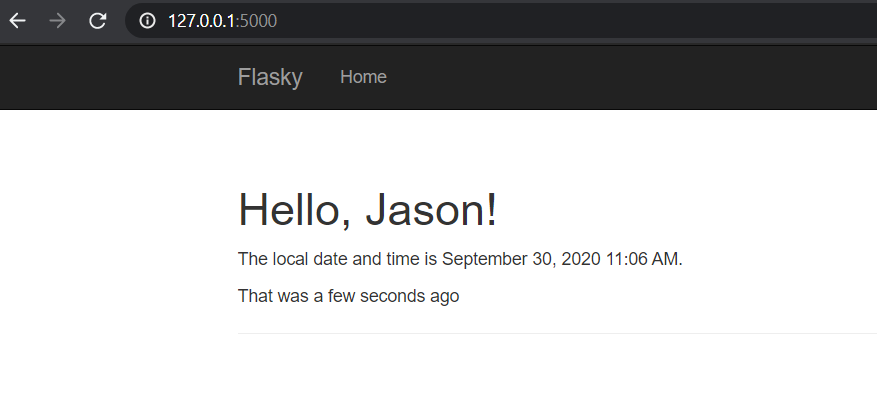 127.0.0.1:5000
Flasky Home
Hello, Jason!
The local date and time is September 30, 2020 11:06 AM.
That was a few seconds ago